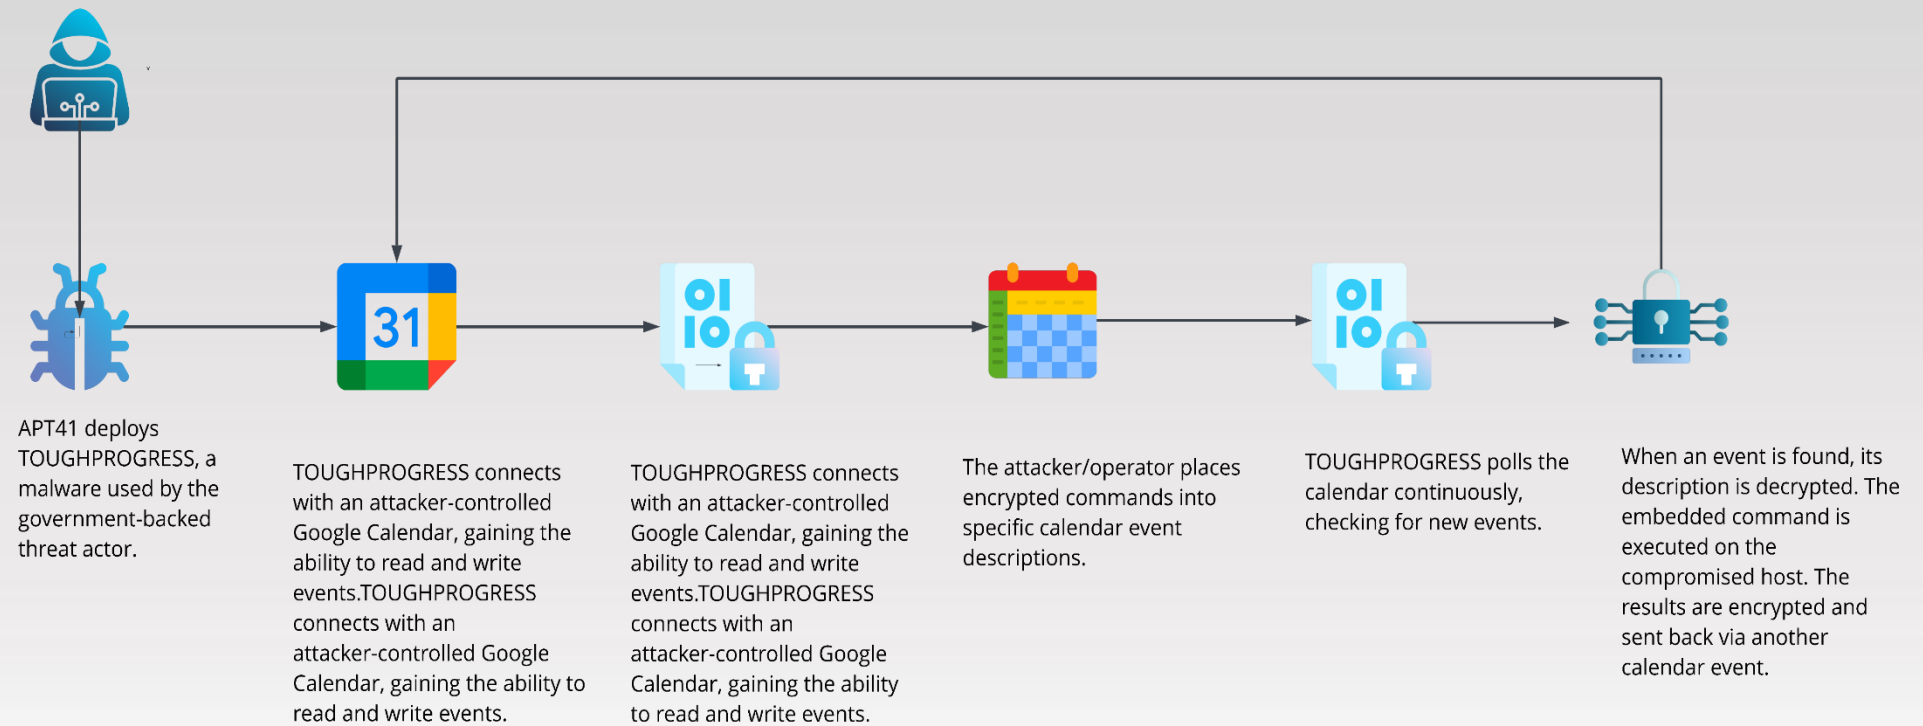 31
OI
IO
OI
IO
APT41 deploys
TOUGHPROGRESS, a
malware used by the
government-backed
threat actor.
TOUGHPROGRESS connects
with an attacker-controlled
Google Calendar, gaining the
ability to read and write
events.TOUGHPROGRESS
connects with an
attacker-controlled Google
Calendar, gaining the ability to
read and write events.
TOUGHPROGRESS connects
with an attacker-controlled
Google Calendar, gaining the
ability to read and write
events.TOUGHPROGRESS
connects with an
attacker-controlled Google
Calendar, gaining the ability
to read and write events.
The attacker/operator places
encrypted commands into
specific calendar event
descriptions.
TOUGHPROGRESS polls the
calendar continuously,
checking for new events.
When an event is found, its
description is decrypted. The
embedded command is
executed on the
compromised host. The
results are encrypted and
sent back via another
calendar event.